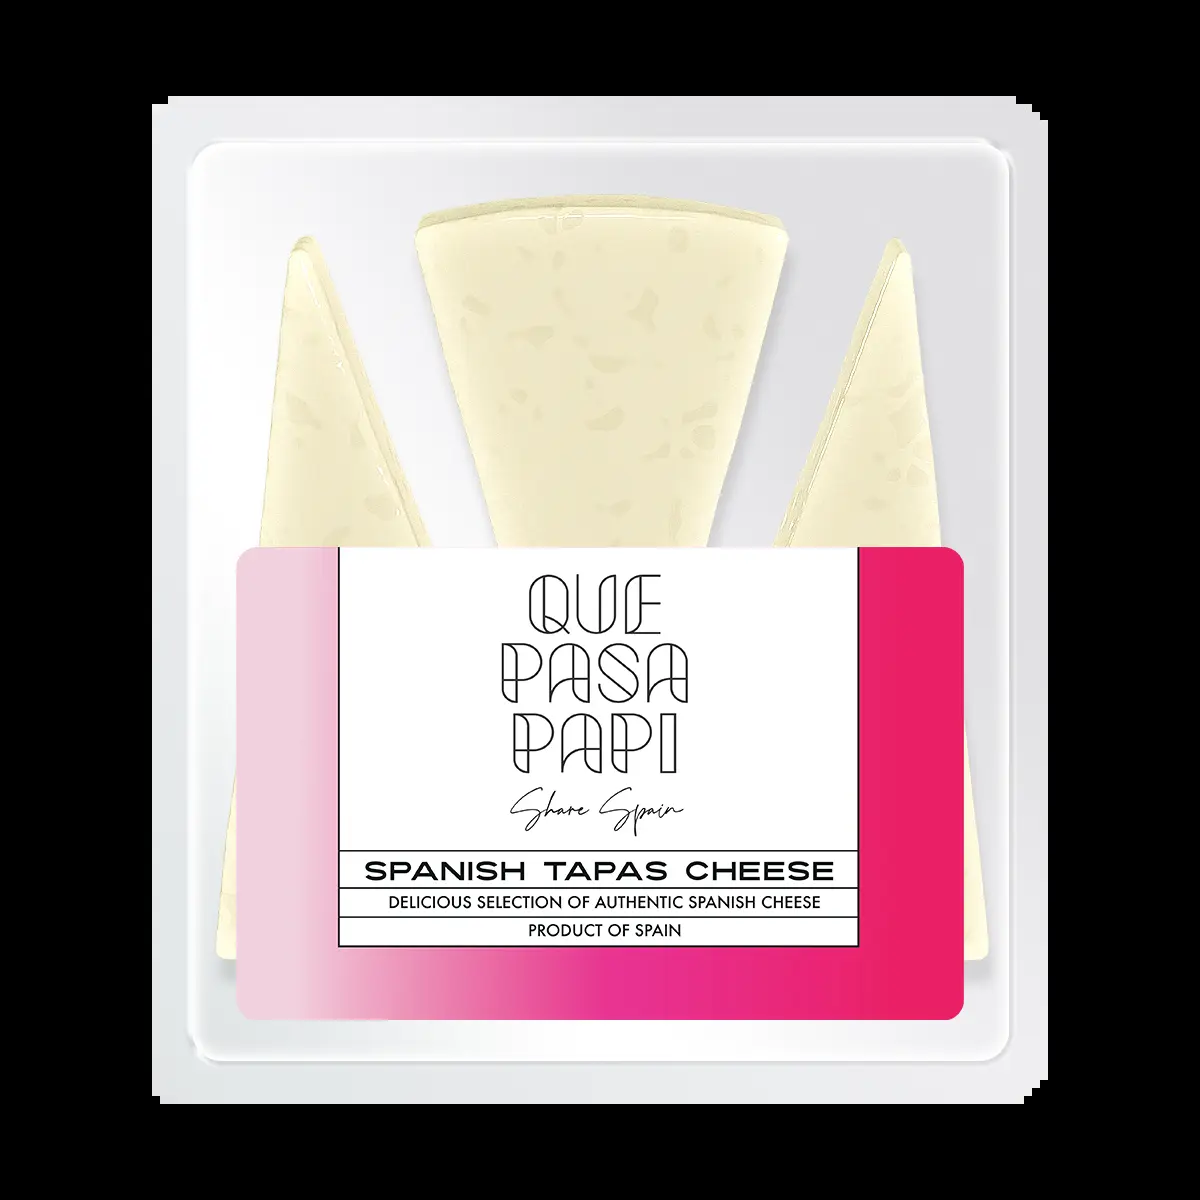 QUE
PASA
PAPI
Share Spain
SPANISH TAPAS CHEESE
DELICIOUS SELECTION OF AUTHENTIC SPANISH CHEESE
PRODUCT OF SPAIN